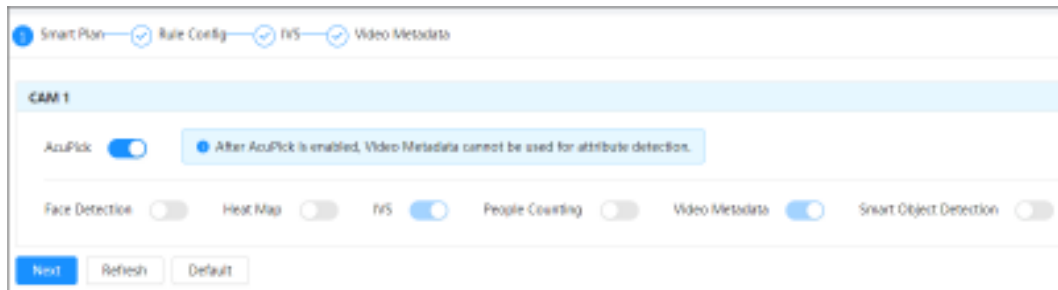 1 Smart Plan Rule Config IVS Video Metadata
CAM 1
AcuPick After AcuPick is enabled, Video Metadata cannot be used for attribute detection.
Face Detection Heat Map IVS People Counting Video Metadata Smart Object Detection
Next Refresh Default